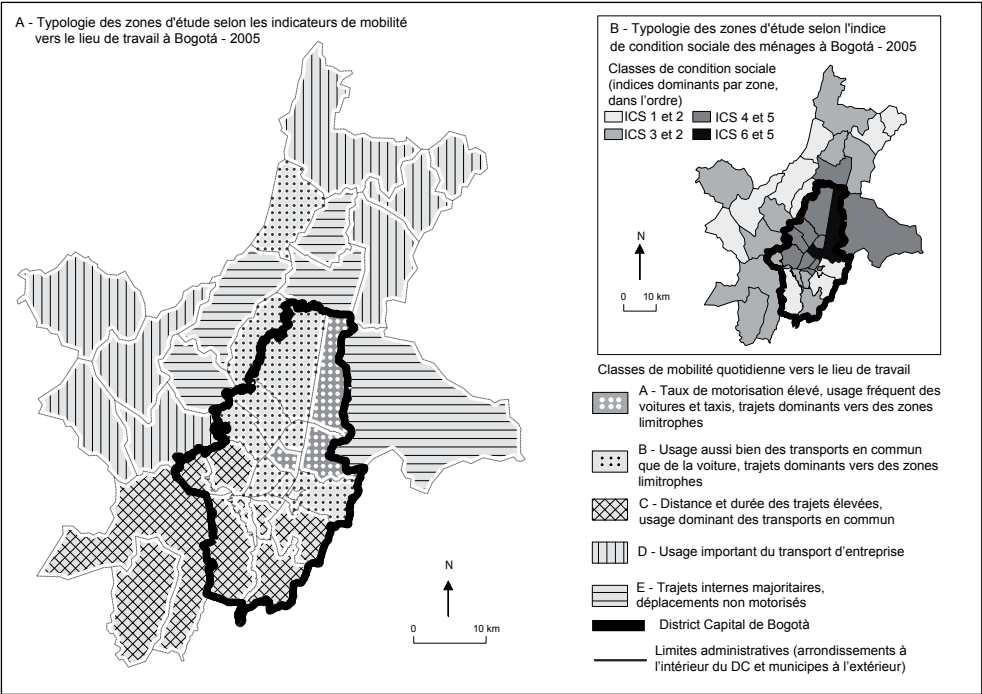 A - Typologie des zones d'étude selon les indicateurs de mobilité
vers le lieu de travail à Bogotá - 2005
N
0 10 km
B - Typologie des zones d'étude selon l'indice
de condition sociale des ménages à Bogotá - 2005
Classes de condition sociale
(indices dominants par zone,
dans l'ordre)
ICS 1 et 2 ICS 4 et 5
ICS 3 et 2 ICS 6 et 5
N
0 10 km
Classes de mobilité quotidienne vers le lieu de travail
A - Taux de motorisation élevé, usage fréquent des
voitures et taxis, trajets dominants vers des zones
limitrophes
B - Usage aussi bien des transports en commun
que de la voiture, trajets dominants vers des zones
limitrophes
C - Distance et durée des trajets élevées,
usage dominant des transports en commun
D - Usage important du transport d'entreprise
E - Trajets internes majoritaires,
déplacements non motorisés
District Capital de Bogotà
Limites administratives (arrondissements à
l'intérieur du DC et municipes à l'extérieur)